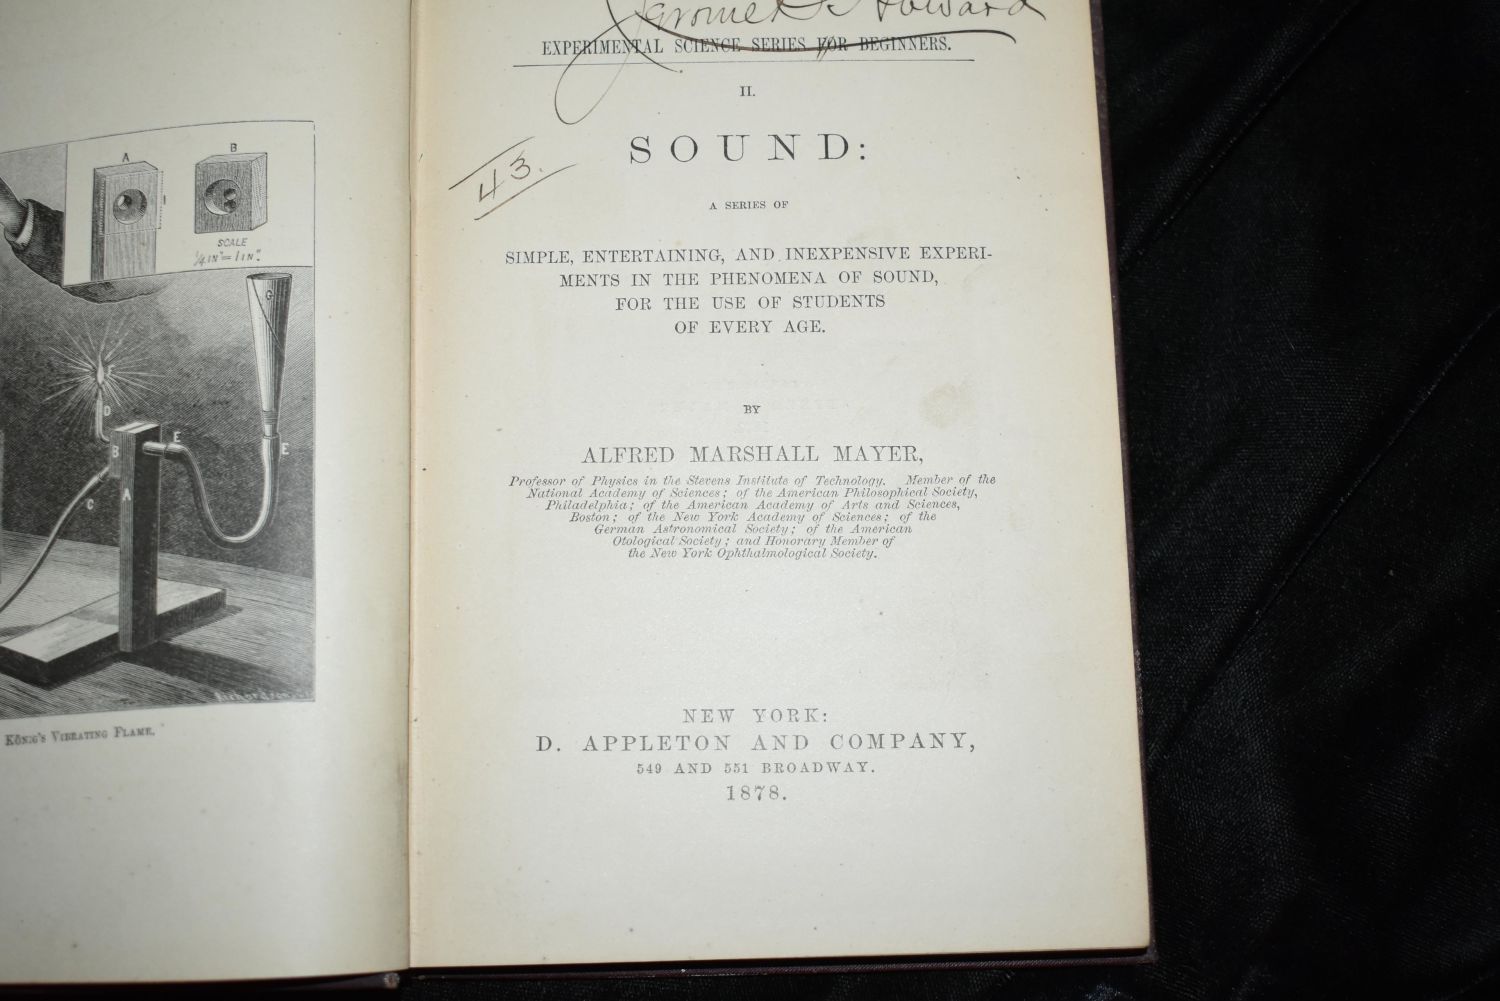 A
B
SCALE
¼IN"=1IN".
G
F
D
E
B
E
A
C
Richardson
KÖNIG'S VIBRATING FLAME.
Jerome B. Howard
EXPERIMENTAL SCIENCE SERIES FOR BEGINNERS.
II.
43.
SOUND:
A SERIES OF
SIMPLE, ENTERTAINING, AND INEXPENSIVE EXPERI-
MENTS IN THE PHENOMENA OF SOUND,
FOR THE USE OF STUDENTS
OF EVERY AGE.
BY
ALFRED MARSHALL MAYER,
Professor of Physics in the Stevens Institute of Technology. Member of the
National Academy of Sciences; of the American Philosophical Society,
Philadelphia; of the American Academy of Arts and Sciences,
Boston; of the New York Academy of Sciences; of the
German Astronomical Society; of the American
Otological Society; and Honorary Member of
the New York Ophthalmological Society.
NEW YORK:
D. APPLETON AND COMPANY,
549 AND 551 BROADWAY.
1878.